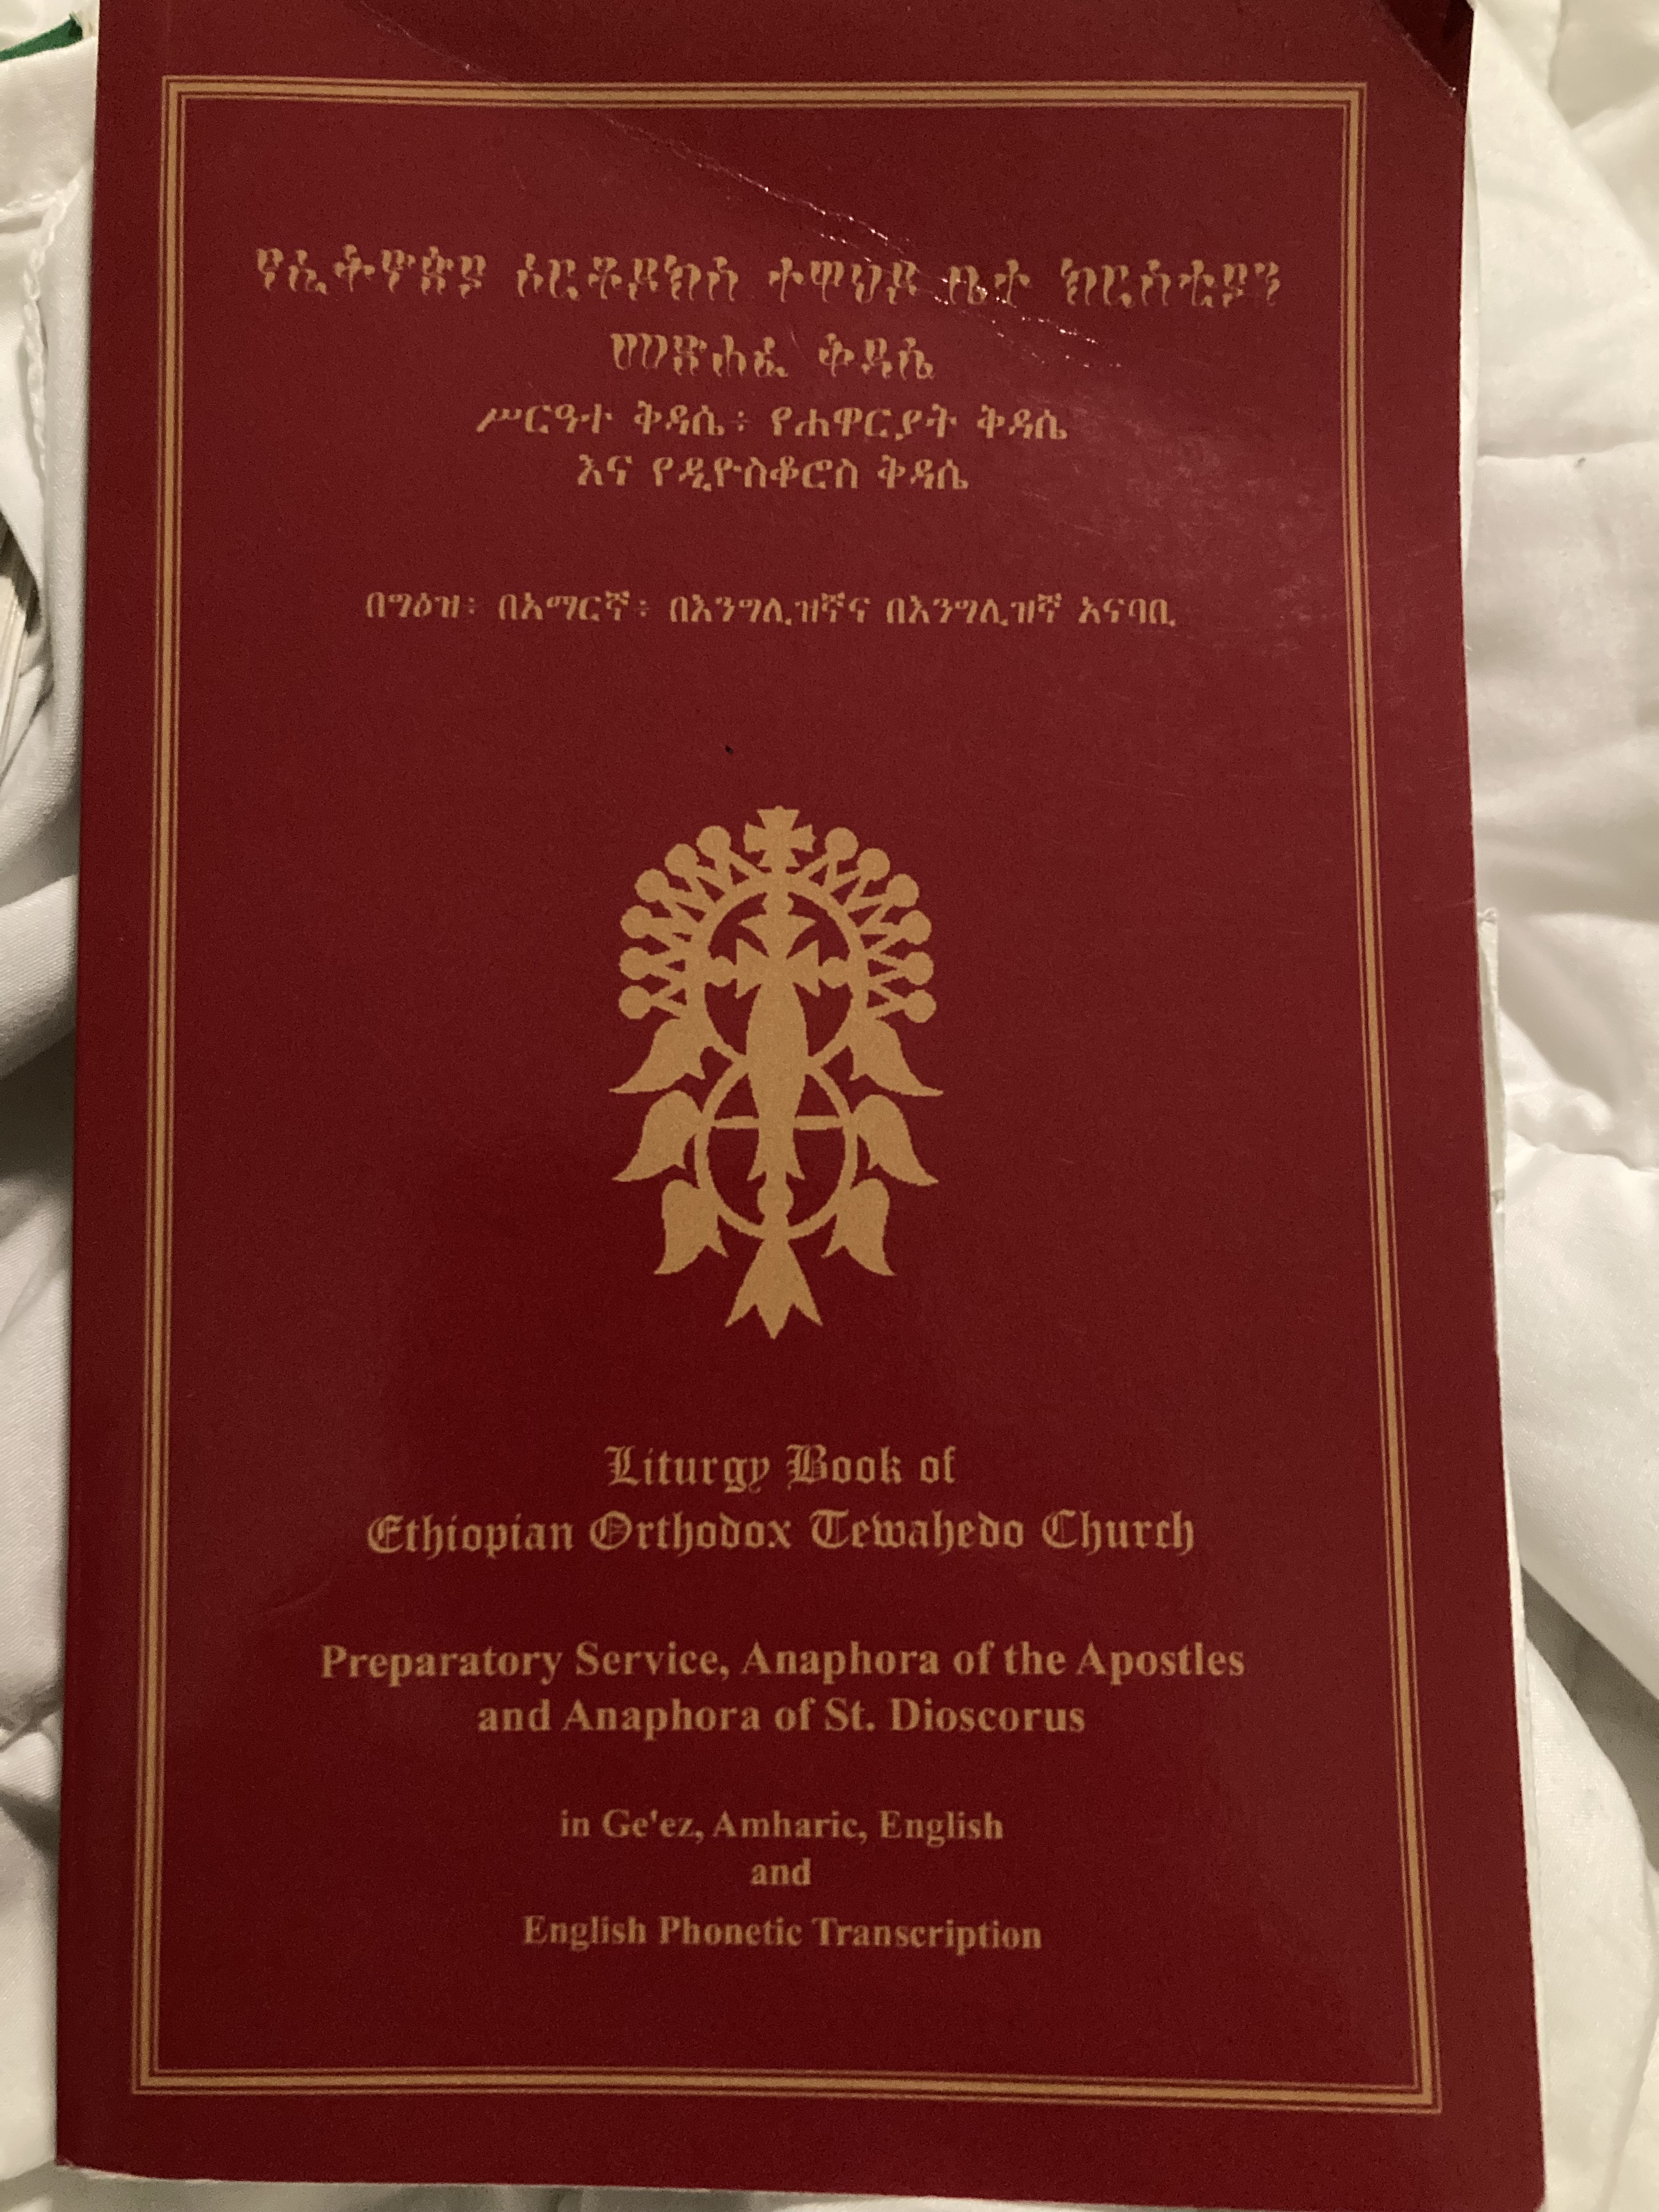 የኢትዮጵያ ኦርቶዶክስ ተዋህዶ ቤተ ክርስቲያን
መፅሐፈ ቅዳሴ
ሥርዓተ ቅዳሴ፥ የሐዋርያት ቅዳሴ
እና የዲዮስቆሮስ ቅዳሴ
በግዕዝ፥ በአማርኛ፥ በእንግሊዝኛና በእንግሊዝኛ አናባቢ
Liturgy Book of
Ethiopian Orthodox Tewahedo Church
Preparatory Service, Anaphora of the Apostles
and Anaphora of St. Dioscorus
in Ge'ez, Amharic, English
and
English Phonetic Transcription